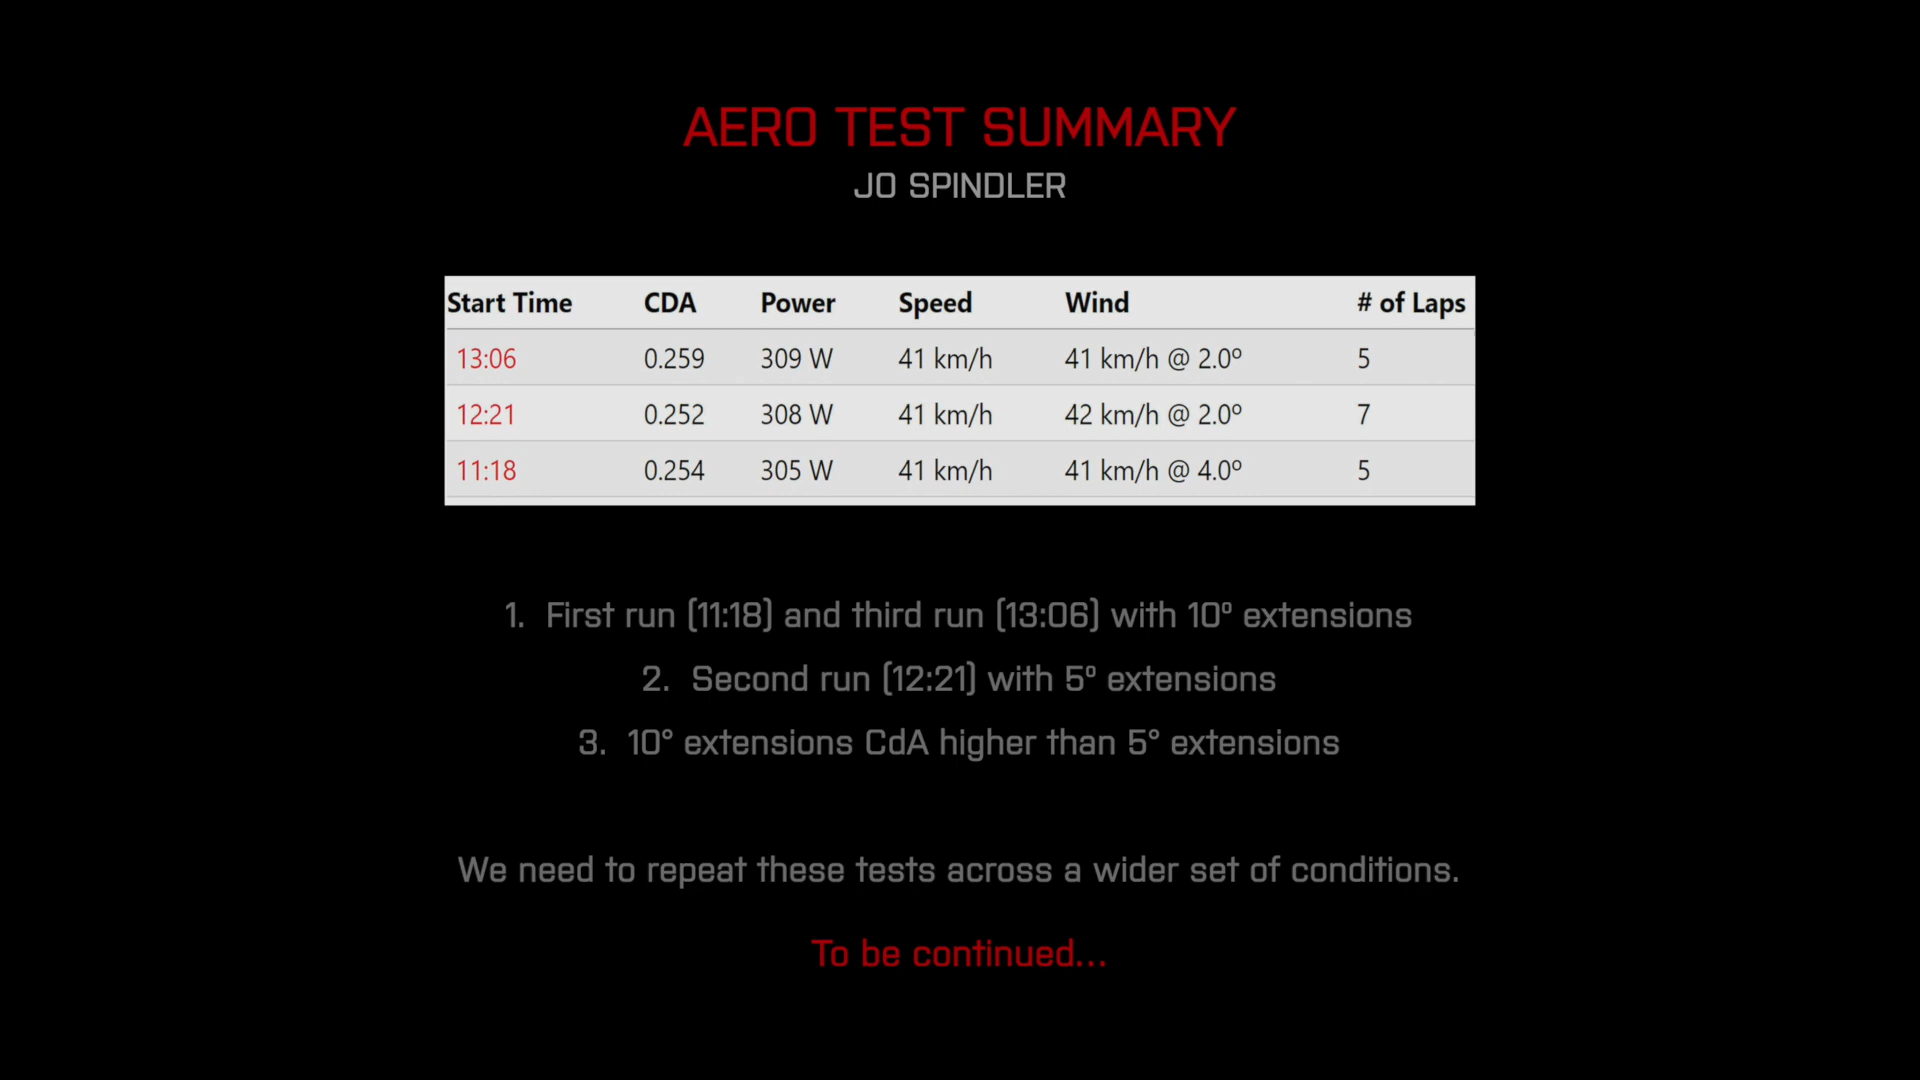 AERO TEST SUMMARY
JO SPINDLER
Start Time CDA Power Speed Wind # of Laps
13:06 0.259 309 W 41 km/h 41 km/h @ 2.0º 5
12:21 0.252 308 W 41 km/h 42 km/h @ 2.0º 7
11:18 0.254 305 W 41 km/h 41 km/h @ 4.0º 5
1. First run (11:18) and third run (13:06) with 10º extensions
2. Second run (12:21) with 5º extensions
3. 10° extensions CdA higher than 5° extensions
We need to repeat these tests across a wider set of conditions.
To be continued...